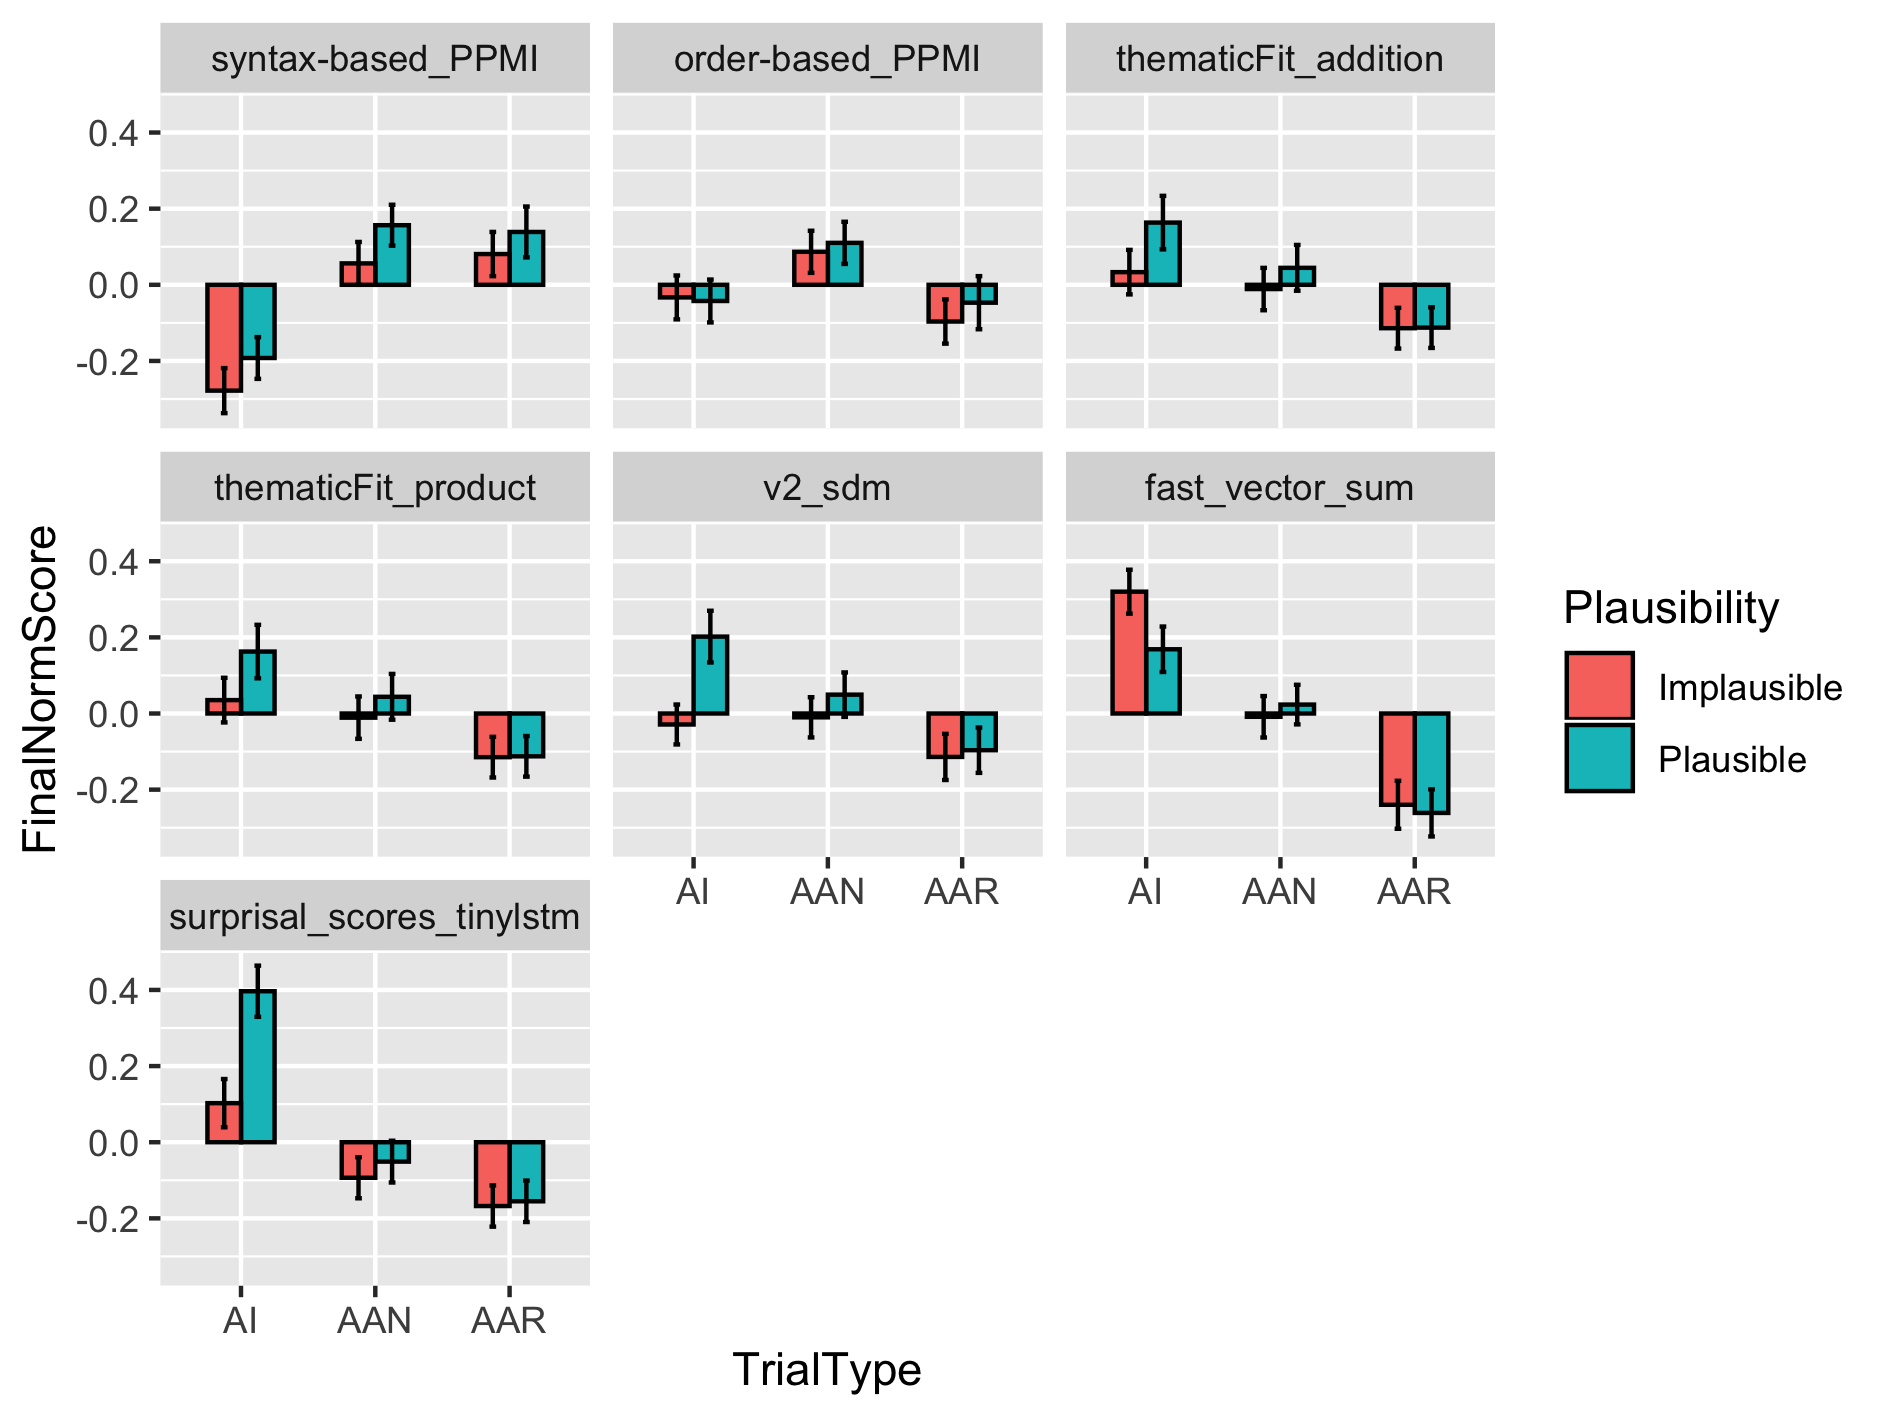 syntax-based_PPMI order-based_PPMI thematicFit_addition
0.4
0.2
0.0
-0.2
thematicFit_product v2_sdm fast_vector_sum
0.4
0.2
0.0
-0.2
AI AAN AAR AI AAN AAR
surprisal_scores_tinylstm
0.4
0.2
0.0
-0.2
AI AAN AAR
TrialType
FinalNormScore
Plausibility
Implausible
Plausible